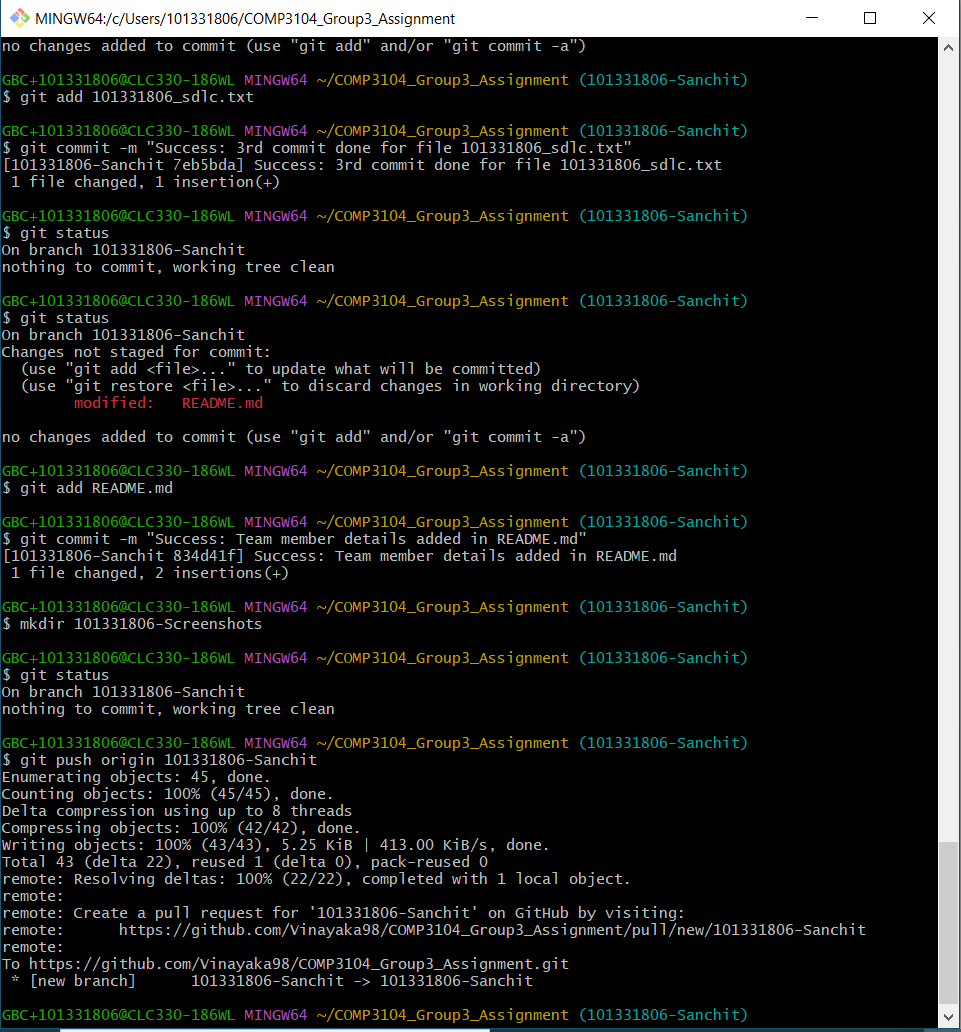 MINGW64:/c/Users/101331806/COMP3104_Group3_Assignment
no changes added to commit (use "git add" and/or "git commit -a")
GBC+101331806@CLC330-186WL MINGW64 ~/COMP3104_Group3_Assignment (101331806-Sanchit)
$ git add 101331806_sdlc.txt
GBC+101331806@CLC330-186WL MINGW64 ~/COMP3104_Group3_Assignment (101331806-Sanchit)
$ git commit -m "Success: 3rd commit done for file 101331806_sdlc.txt"
[101331806-Sanchit 7eb5bda] Success: 3rd commit done for file 101331806_sdlc.txt
 1 file changed, 1 insertion(+)
GBC+101331806@CLC330-186WL MINGW64 ~/COMP3104_Group3_Assignment (101331806-Sanchit)
$ git status
On branch 101331806-Sanchit
nothing to commit, working tree clean
GBC+101331806@CLC330-186WL MINGW64 ~/COMP3104_Group3_Assignment (101331806-Sanchit)
$ git status
On branch 101331806-Sanchit
Changes not staged for commit:
  (use "git add <file>..." to update what will be committed)
  (use "git restore <file>..." to discard changes in working directory)
        modified:   README.md
no changes added to commit (use "git add" and/or "git commit -a")
GBC+101331806@CLC330-186WL MINGW64 ~/COMP3104_Group3_Assignment (101331806-Sanchit)
$ git add README.md
GBC+101331806@CLC330-186WL MINGW64 ~/COMP3104_Group3_Assignment (101331806-Sanchit)
$ git commit -m "Success: Team member details added in README.md"
[101331806-Sanchit 834d41f] Success: Team member details added in README.md
 1 file changed, 2 insertions(+)
GBC+101331806@CLC330-186WL MINGW64 ~/COMP3104_Group3_Assignment (101331806-Sanchit)
$ mkdir 101331806-Screenshots
GBC+101331806@CLC330-186WL MINGW64 ~/COMP3104_Group3_Assignment (101331806-Sanchit)
$ git status
On branch 101331806-Sanchit
nothing to commit, working tree clean
GBC+101331806@CLC330-186WL MINGW64 ~/COMP3104_Group3_Assignment (101331806-Sanchit)
$ git push origin 101331806-Sanchit
Enumerating objects: 45, done.
Counting objects: 100% (45/45), done.
Delta compression using up to 8 threads
Compressing objects: 100% (42/42), done.
Writing objects: 100% (43/43), 5.25 KiB | 413.00 KiB/s, done.
Total 43 (delta 22), reused 1 (delta 0), pack-reused 0
remote: Resolving deltas: 100% (22/22), completed with 1 local object.
remote:
remote: Create a pull request for '101331806-Sanchit' on GitHub by visiting:
remote:      https://github.com/Vinayaka98/COMP3104_Group3_Assignment/pull/new/101331806-Sanchit
remote:
To https://github.com/Vinayaka98/COMP3104_Group3_Assignment.git
 * [new branch]      101331806-Sanchit -> 101331806-Sanchit
GBC+101331806@CLC330-186WL MINGW64 ~/COMP3104_Group3_Assignment (101331806-Sanchit)